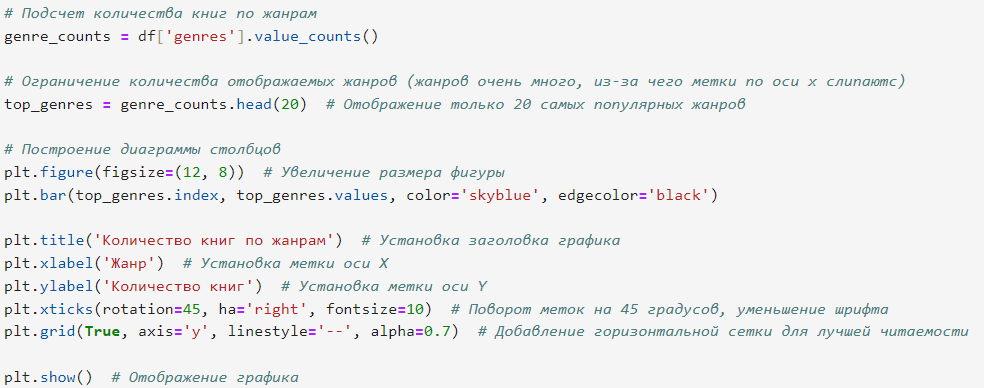 # Подсчет количества книг по жанрам
genre_counts = df['genres'].value_counts()
# Ограничение количества отображаемых жанров (жанров очень много, из-за чего метки по оси x слипаютс)
top_genres = genre_counts.head(20)  # Отображение только 20 самых популярных жанров
# Построение диаграммы столбцов
plt.figure(figsize=(12, 8))  # Увеличение размера фигуры
plt.bar(top_genres.index, top_genres.values, color='skyblue', edgecolor='black')
plt.title('Количество книг по жанрам')  # Установка заголовка графика
plt.xlabel('Жанр')  # Установка метки оси X
plt.ylabel('Количество книг')  # Установка метки оси Y
plt.xticks(rotation=45, ha='right', fontsize=10)  # Поворот меток на 45 градусов, уменьшение шрифта
plt.grid(True, axis='y', linestyle='--', alpha=0.7)  # Добавление горизонтальной сетки для лучшей читаемости
plt.show()  # Отображение графика